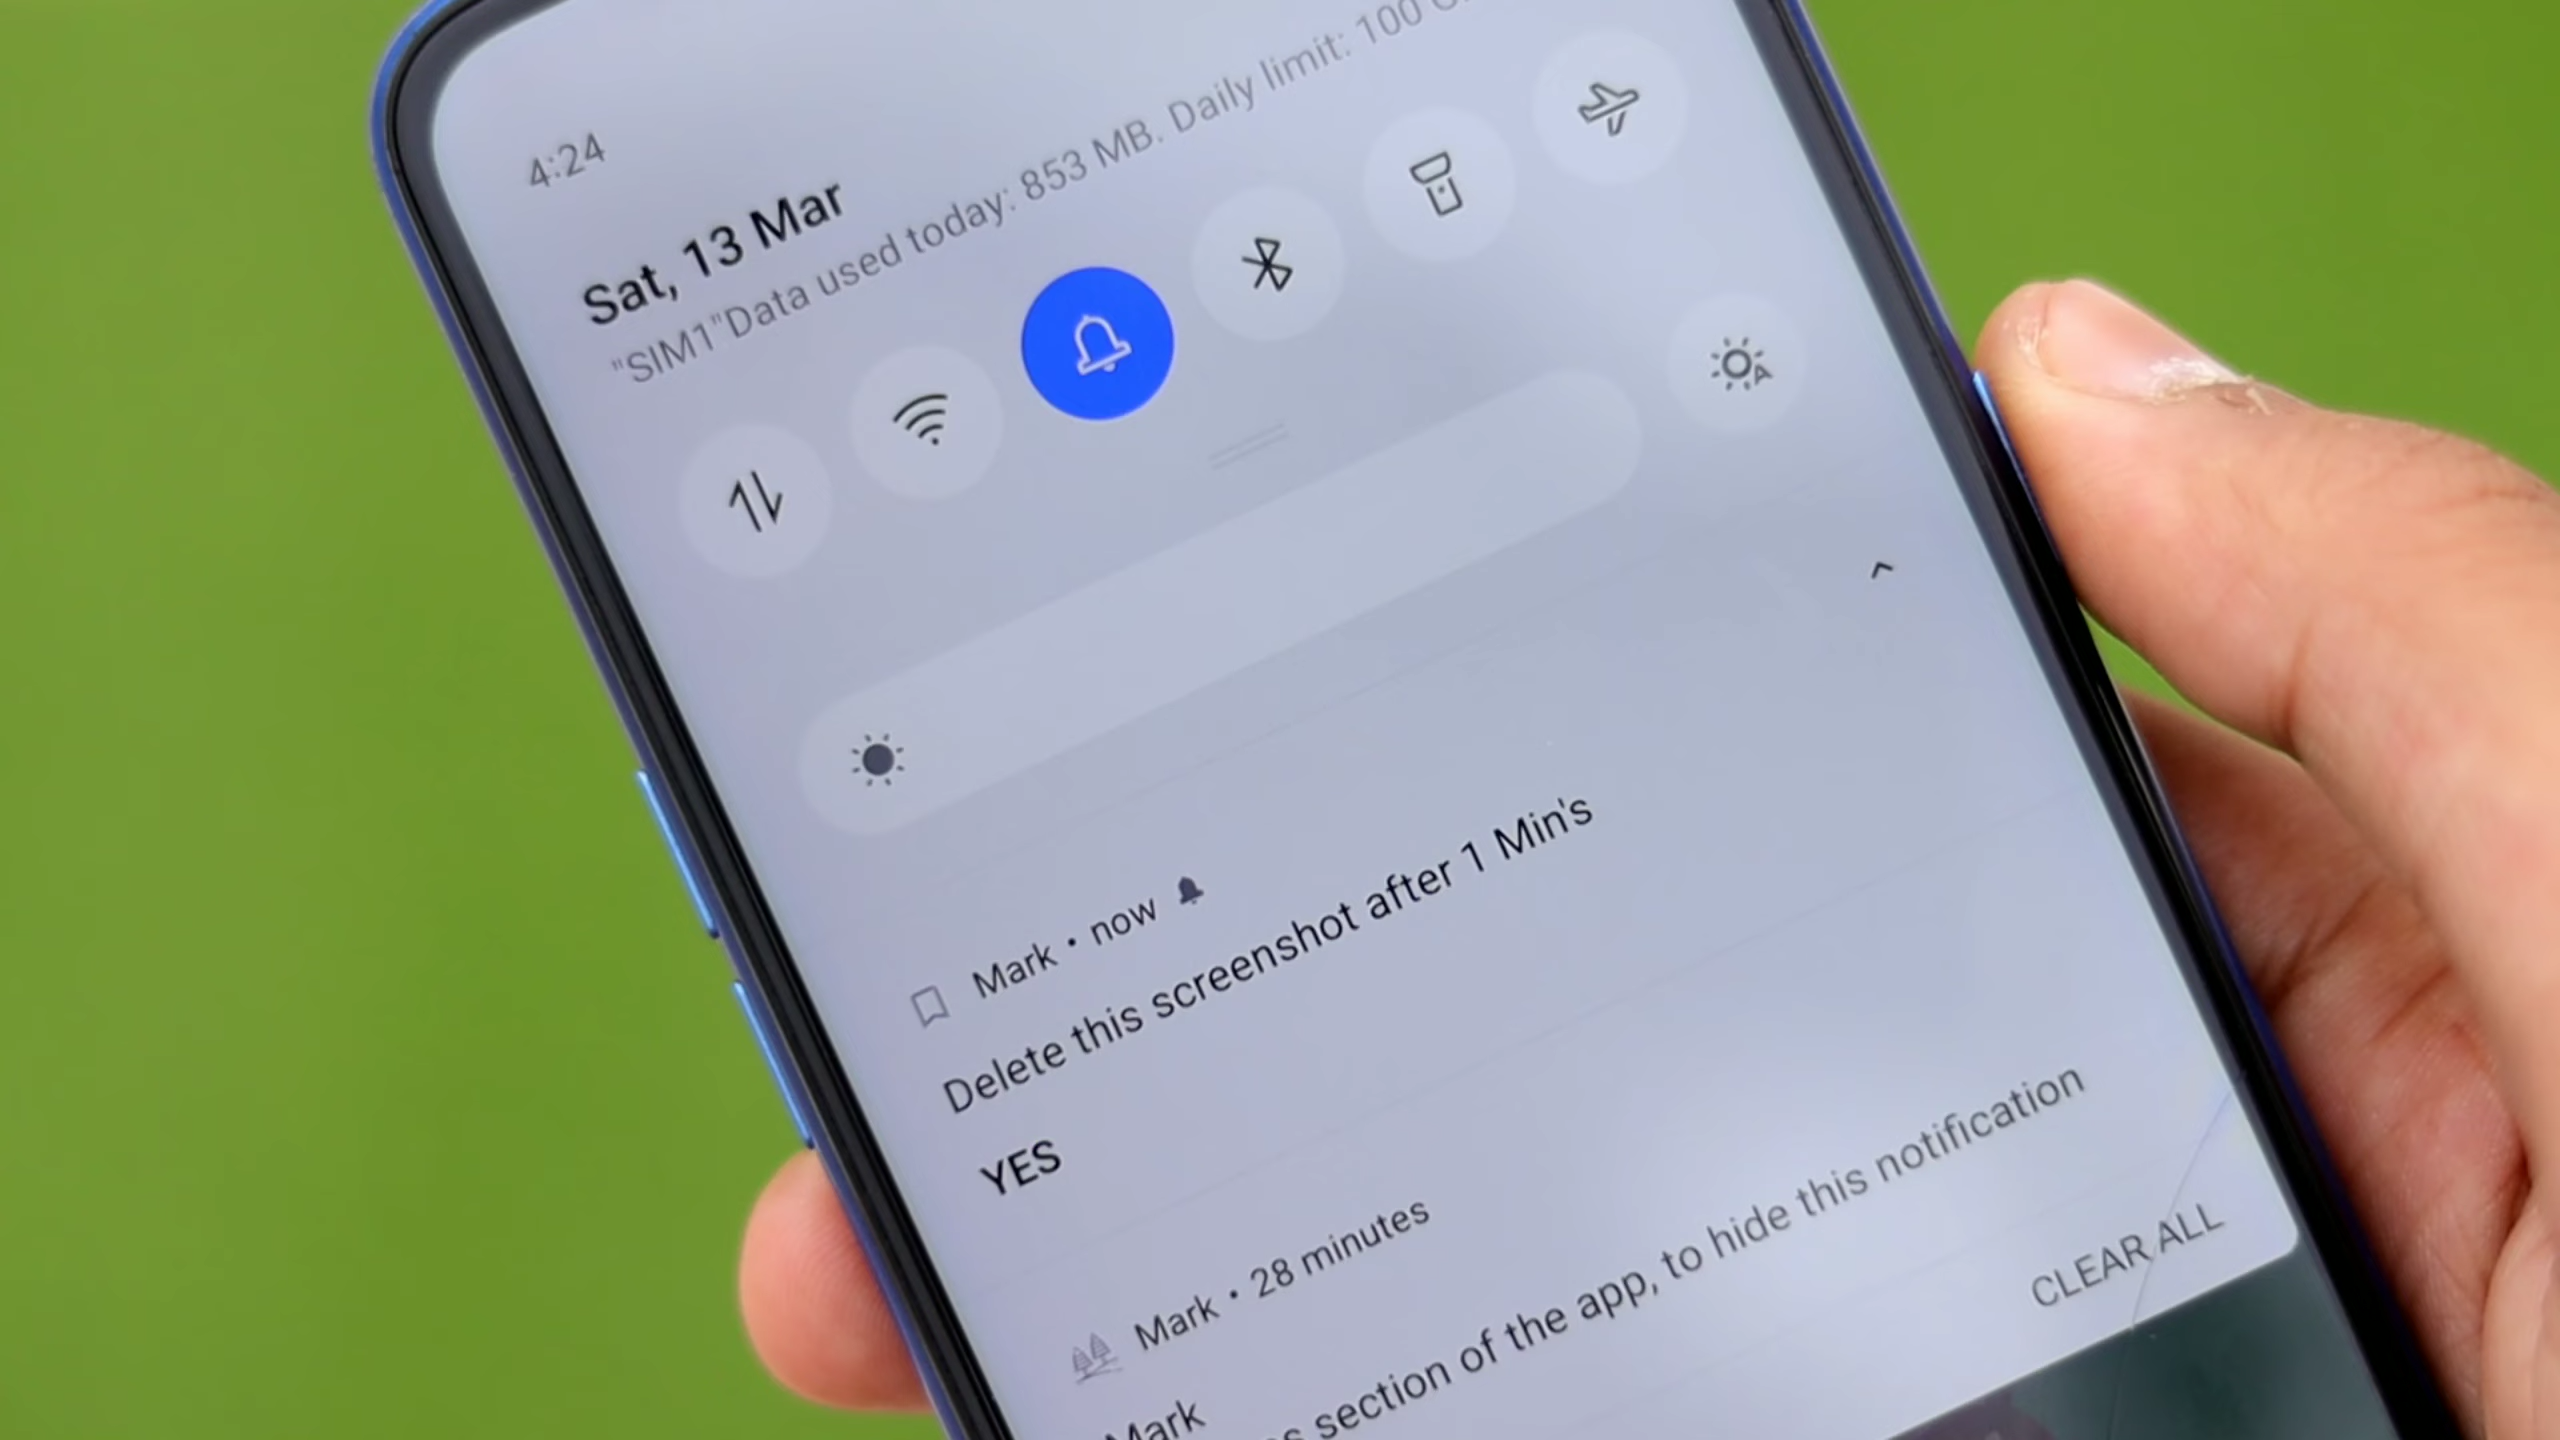 4:24
Sat, 13 Mar
"SIM1"Data used today: 853 MB. Daily limit: 100
Mark • now
Delete this screenshot after 1 Min's
YES
Mark • 28 minutes
Mark
section of the app, to hide this notification
CLEAR ALL